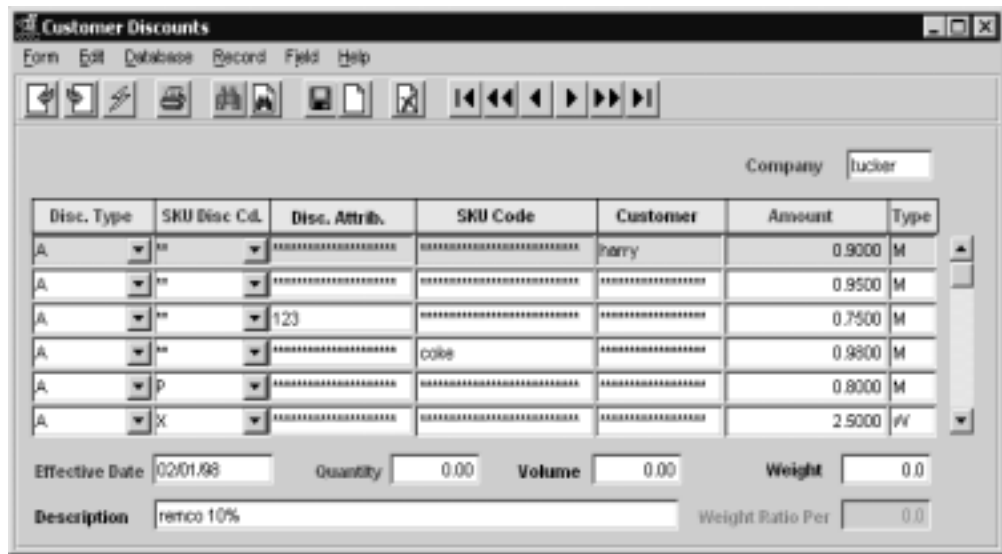 Customer Discounts
Form Edit Database Record Field Help
Company tucker
Disc. Type SKU Disc Cd. Disc. Attrib. SKU Code Customer Amount Type
A ** ********************** **************************** harry 0.9000 M
A ** ********************** **************************** ******************** 0.9500 M
A ** 123 **************************** ******************** 0.7500 M
A ** ********************** coke ******************** 0.9800 M
A P ********************** **************************** ******************** 0.8000 M
A X ********************** **************************** ******************** 2.5000
Effective Date 02/01/98 Quantity 0.00 Volume 0.00 Weight 0.0
Description remco 10% Weight Ratio Per 0.0